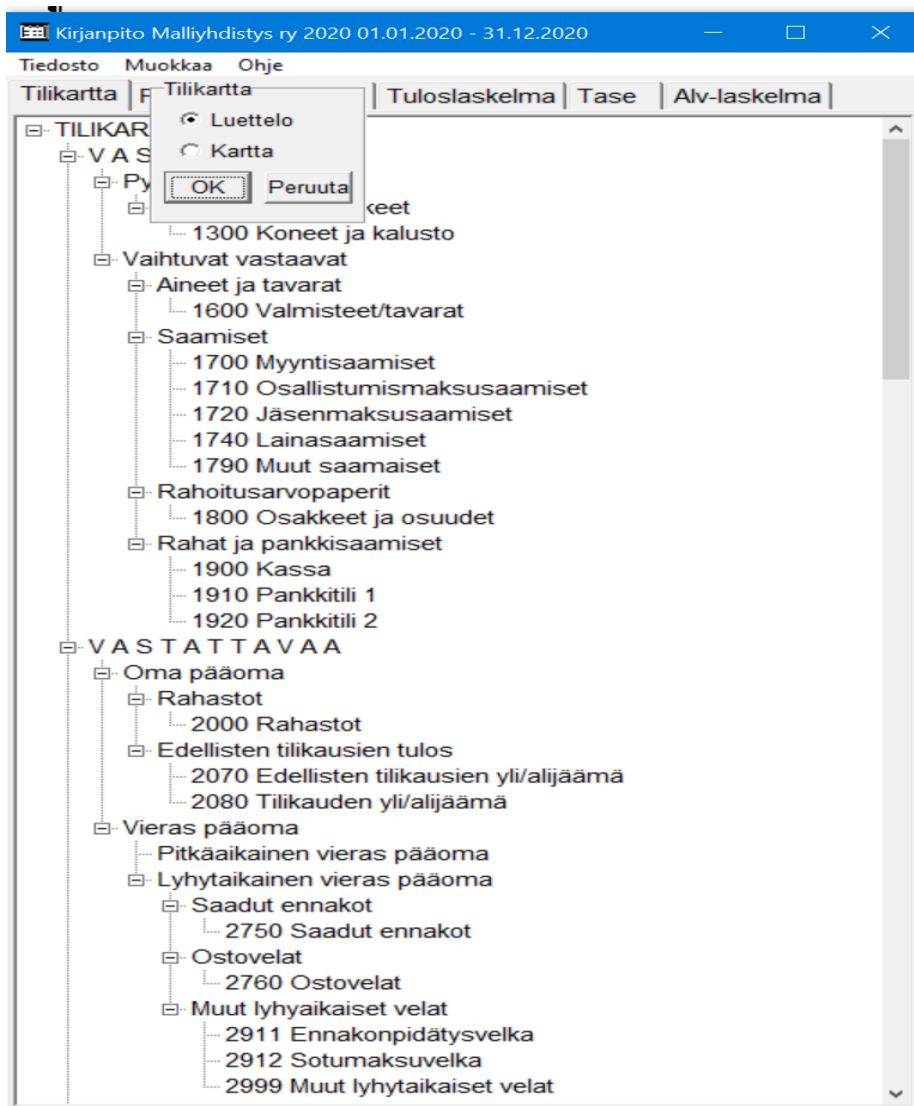 Kirjanpito Malliyhdistys ry 2020 01.01.2020 - 31.12.2020
Tiedosto Muokkaa Ohje
Tilikartta Tuloslaskelma Tase Alv-laskelma
Tilikartta
Luettelo
Kartta
OK Peruuta
TILIKAR
V A S
Py
keet
1300 Koneet ja kalusto
Vaihtuvat vastaavat
Aineet ja tavarat
1600 Valmisteet/tavarat
Saamiset
1700 Myyntisaamiset
1710 Osallistumismaksusaamiset
1720 Jäsenmaksusaamiset
1740 Lainasaamiset
1790 Muut saamaiset
Rahoitusarvopaperit
1800 Osakkeet ja osuudet
Rahat ja pankkisaamiset
1900 Kassa
1910 Pankkitili 1
1920 Pankkitili 2
V A S T A T T A V A A
Oma pääoma
Rahastot
2000 Rahastot
Edellisten tilikausien tulos
2070 Edellisten tilikausien yli/alijäämä
2080 Tilikauden yli/alijäämä
Vieras pääoma
Pitkäaikainen vieras pääoma
Lyhytaikainen vieras pääoma
Saadut ennakot
2750 Saadut ennakot
Ostovelat
2760 Ostovelat
Muut lyhyaikaiset velat
2911 Ennakonpidätysvelka
2912 Sotumaksuvelka
2999 Muut lyhytaikaiset velat